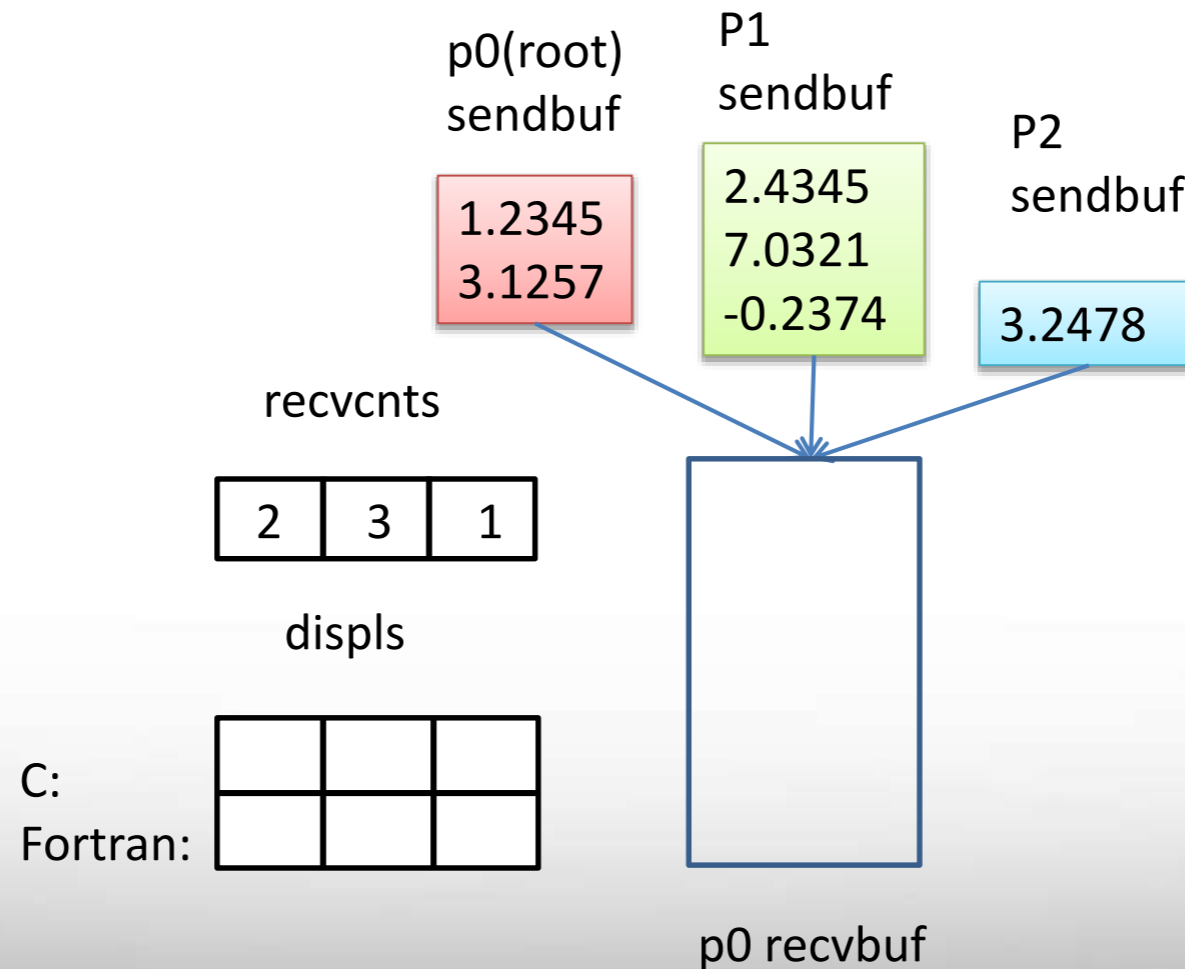 p0(root)
sendbuf
P1
sendbuf
P2
sendbuf
1.2345
3.1257
2.4345
7.0321
-0.2374
3.2478
recvcnts
2 3 1
displs
C:
Fortran:
p0 recvbuf